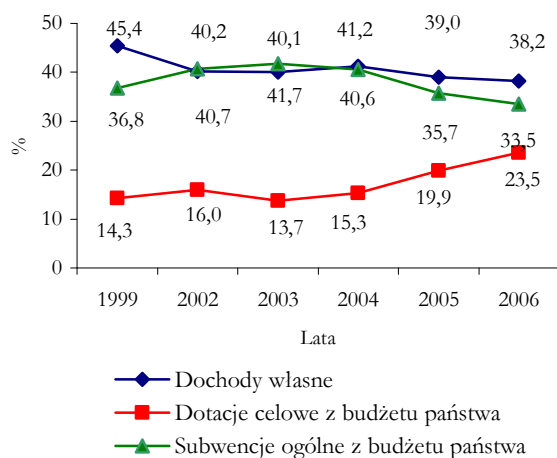 50
40
30
20
10
0
%
45,4 40,2 40,1 41,2 39,0 38,2
36,8 40,7 41,7 40,6 35,7 33,5
14,3 16,0 13,7 15,3 19,9 23,5
1999 2002 2003 2004 2005 2006
Lata
Dochody własne
Dotacje celowe z budżetu państwa
Subwencje ogólne z budżetu państwa